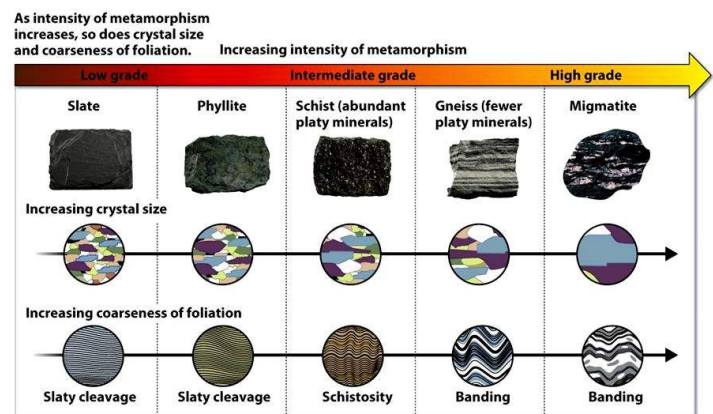 As intensity of metamorphism
increases, so does crystal size
and coarseness of foliation.
Increasing intensity of metamorphism
Low grade
Intermediate grade
High grade
Slate
Phyllite
Schist (abundant
platy minerals)
Gneiss (fewer
platy minerals)
Migmatite
Increasing crystal size
Increasing coarseness of foliation
Slaty cleavage
Slaty cleavage
Schistosity
Banding
Banding